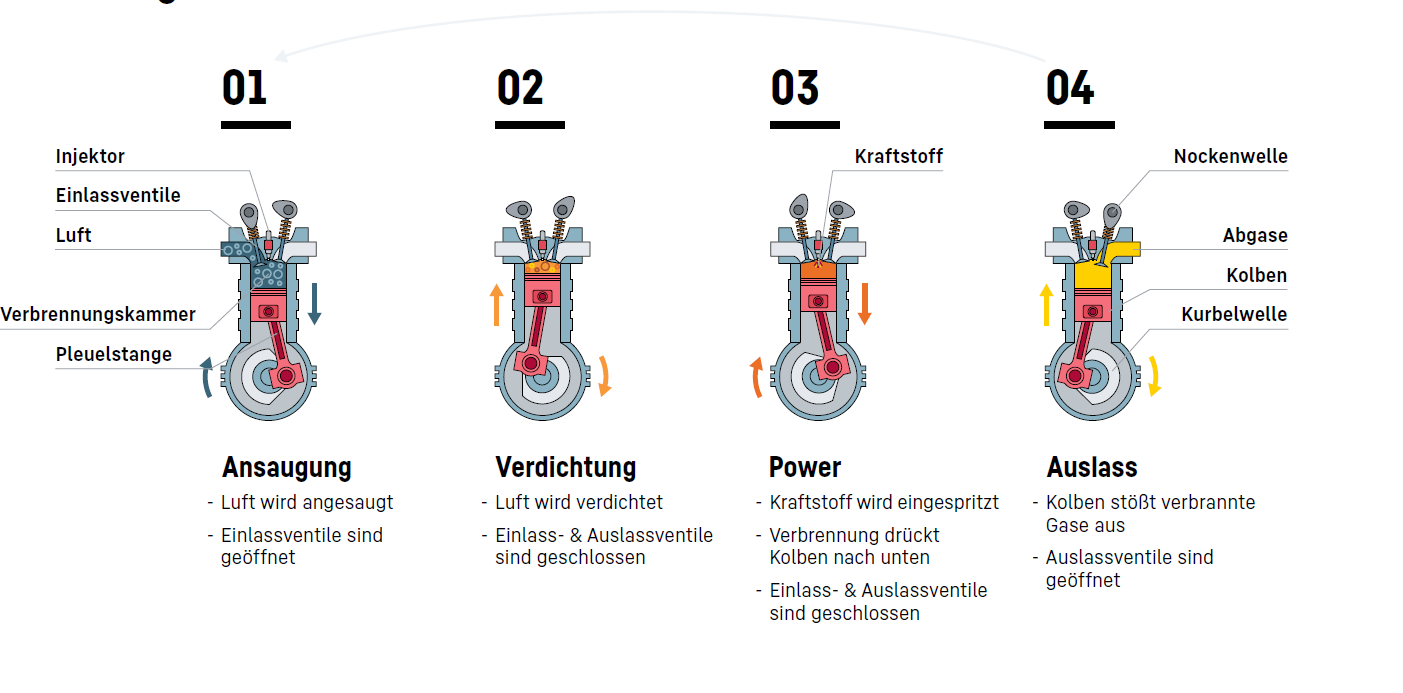 01
02
03
04
Injektor
Einlassventile
Luft
Verbrennungskammer
Pleuelstange
Kraftstoff
Nockenwelle
Abgase
Kolben
Kurbelwelle
Ansaugung
- Luft wird angesaugt
- Einlassventile sind
geöffnet
Verdichtung
- Luft wird verdichtet
- Einlass- & Auslassventile
sind geschlossen
Power
- Kraftstoff wird eingespritzt
- Verbrennung drückt
Kolben nach unten
- Einlass- & Auslassventile
sind geschlossen
Auslass
- Kolben stößt verbrannte
Gase aus
- Auslassventile sind
geöffnet